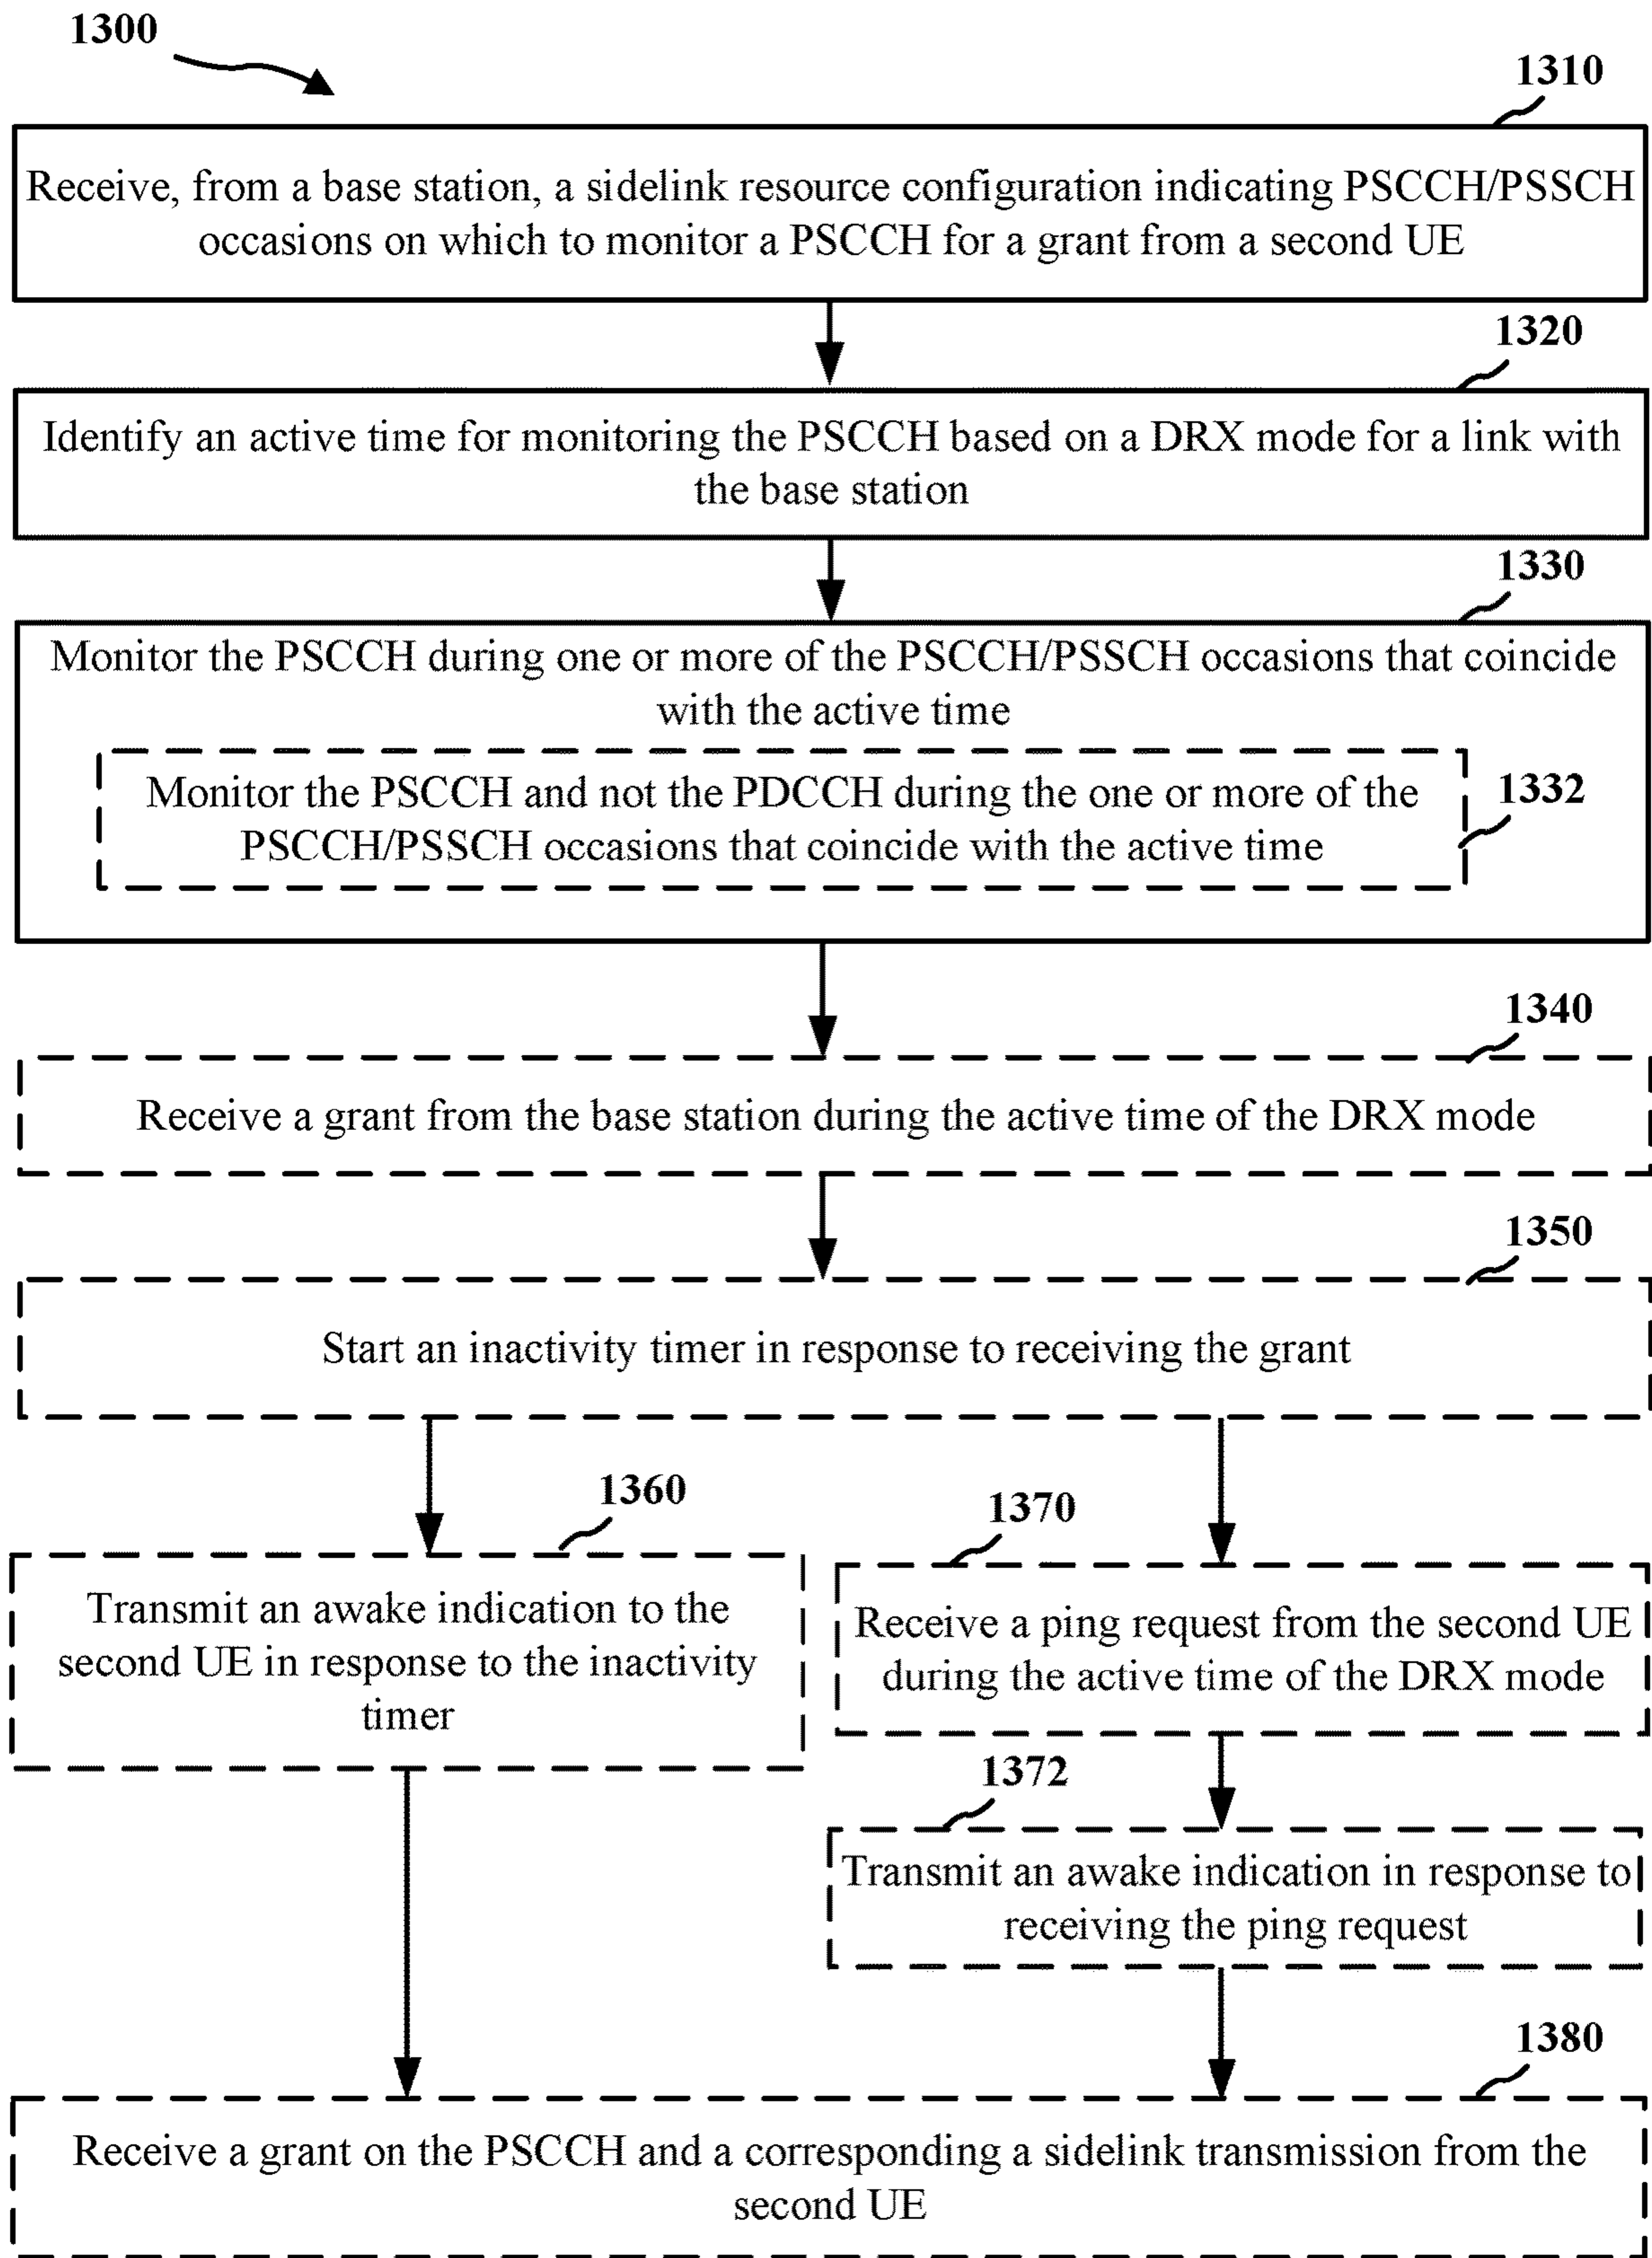 1300
1310
Receive, from a base station, a sidelink resource configuration indicating PSCCH/PSSCH
occasions on which to monitor a PSCCH for a grant from a second UE
1320
Identify an active time for monitoring the PSCCH based on a DRX mode for a link with
the base station
1330
Monitor the PSCCH during one or more of the PSCCH/PSSCH occasions that coincide
with the active time
Monitor the PSCCH and not the PDCCH during the one or more of the
PSCCH/PSSCH occasions that coincide with the active time
1332
1340
Receive a grant from the base station during the active time of the DRX mode
1350
Start an inactivity timer in response to receiving the grant
1360
Transmit an awake indication to the
second UE in response to the inactivity
timer
1370
Receive a ping request from the second UE
during the active time of the DRX mode
1372
Transmit an awake indication in response to
receiving the ping request
1380
Receive a grant on the PSCCH and a corresponding a sidelink transmission from the
second UE